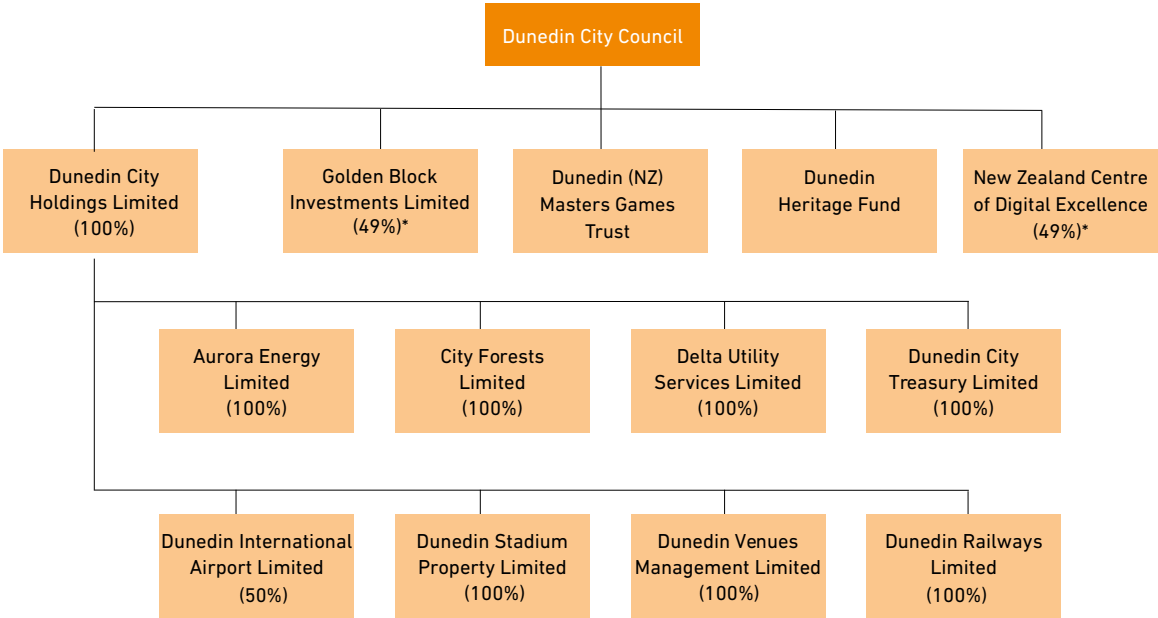 Dunedin City Council
Dunedin City
Holdings Limited
(100%)
Golden Block
Investments Limited
(49%)*
Dunedin (NZ)
Masters Games
Trust
Dunedin
Heritage Fund
New Zealand Centre
of Digital Excellence
(49%)*
Aurora Energy
Limited
(100%)
City Forests
Limited
(100%)
Delta Utility
Services Limited
(100%)
Dunedin City
Treasury Limited
(100%)
Dunedin International
Airport Limited
(50%)
Dunedin Stadium
Property Limited
(100%)
Dunedin Venues
Management Limited
(100%)
Dunedin Railways
Limited
(100%)